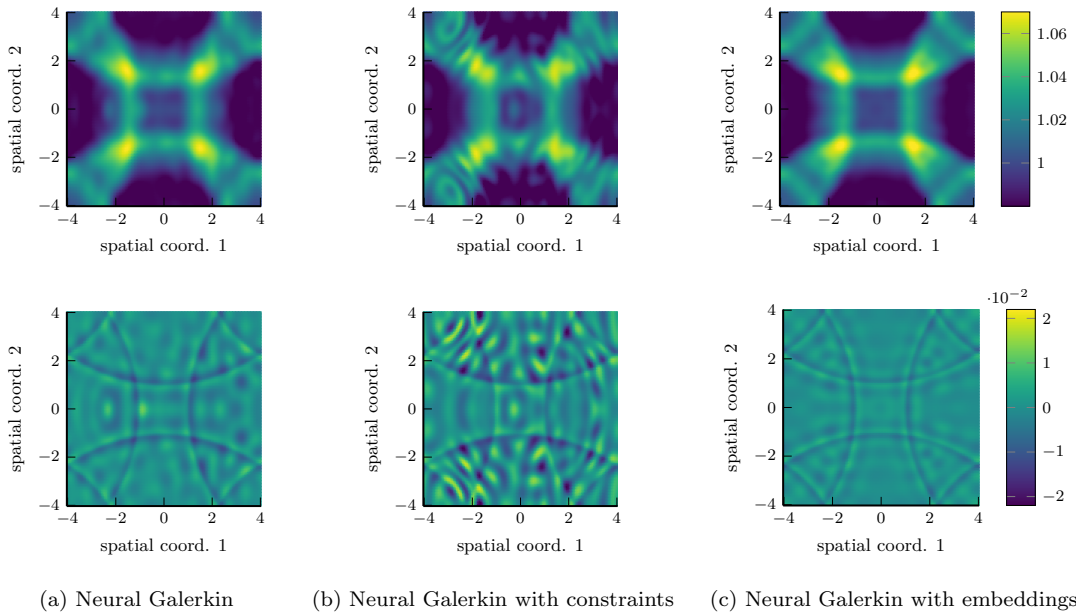 4
2
0
−2
−4
−4 −2 0 2 4
spatial coord. 1
spatial coord. 2
4
2
0
−2
−4
−4 −2 0 2 4
spatial coord. 1
spatial coord. 2
4
2
0
−2
−4
−4 −2 0 2 4
spatial coord. 1
spatial coord. 2
1.06
1.04
1.02
1
4
2
0
−2
−4
−4 −2 0 2 4
spatial coord. 1
spatial coord. 2
4
2
0
−2
−4
−4 −2 0 2 4
spatial coord. 1
spatial coord. 2
4
2
0
−2
−4
−4 −2 0 2 4
spatial coord. 1
spatial coord. 2
·10−2
2
1
0
−1
−2
(a) Neural Galerkin
(b) Neural Galerkin with constraints
(c) Neural Galerkin with embeddings